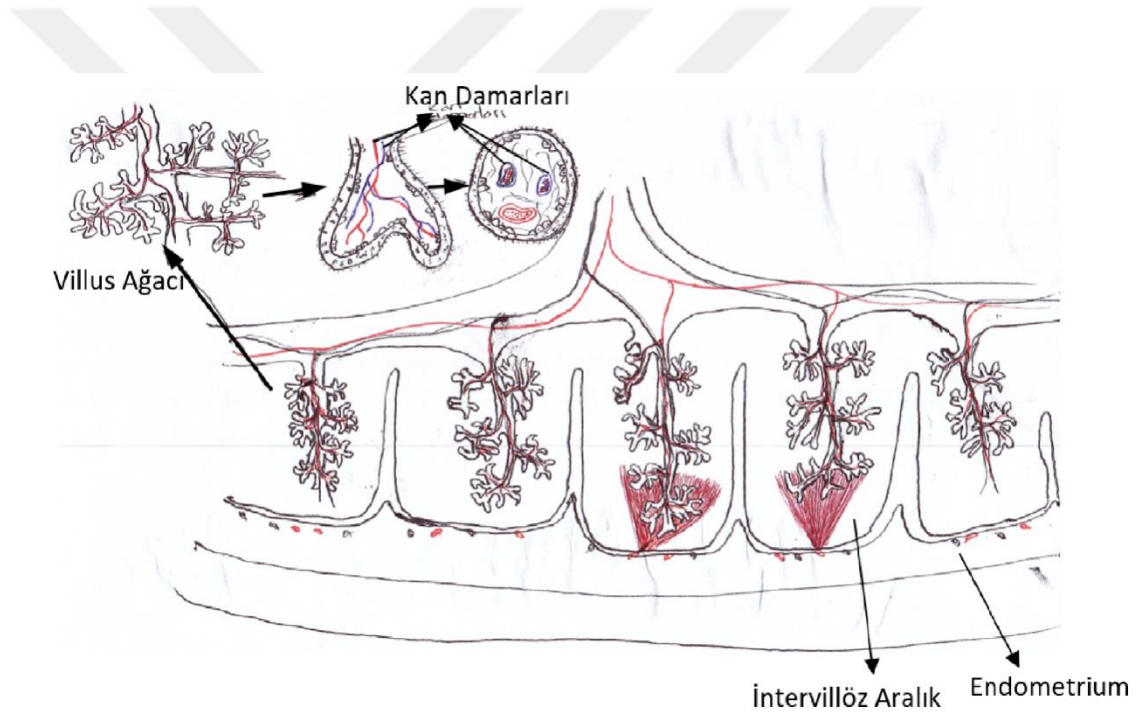 Kan Damarları
Villus Ağacı
İntervillöz Aralık
Endometrium